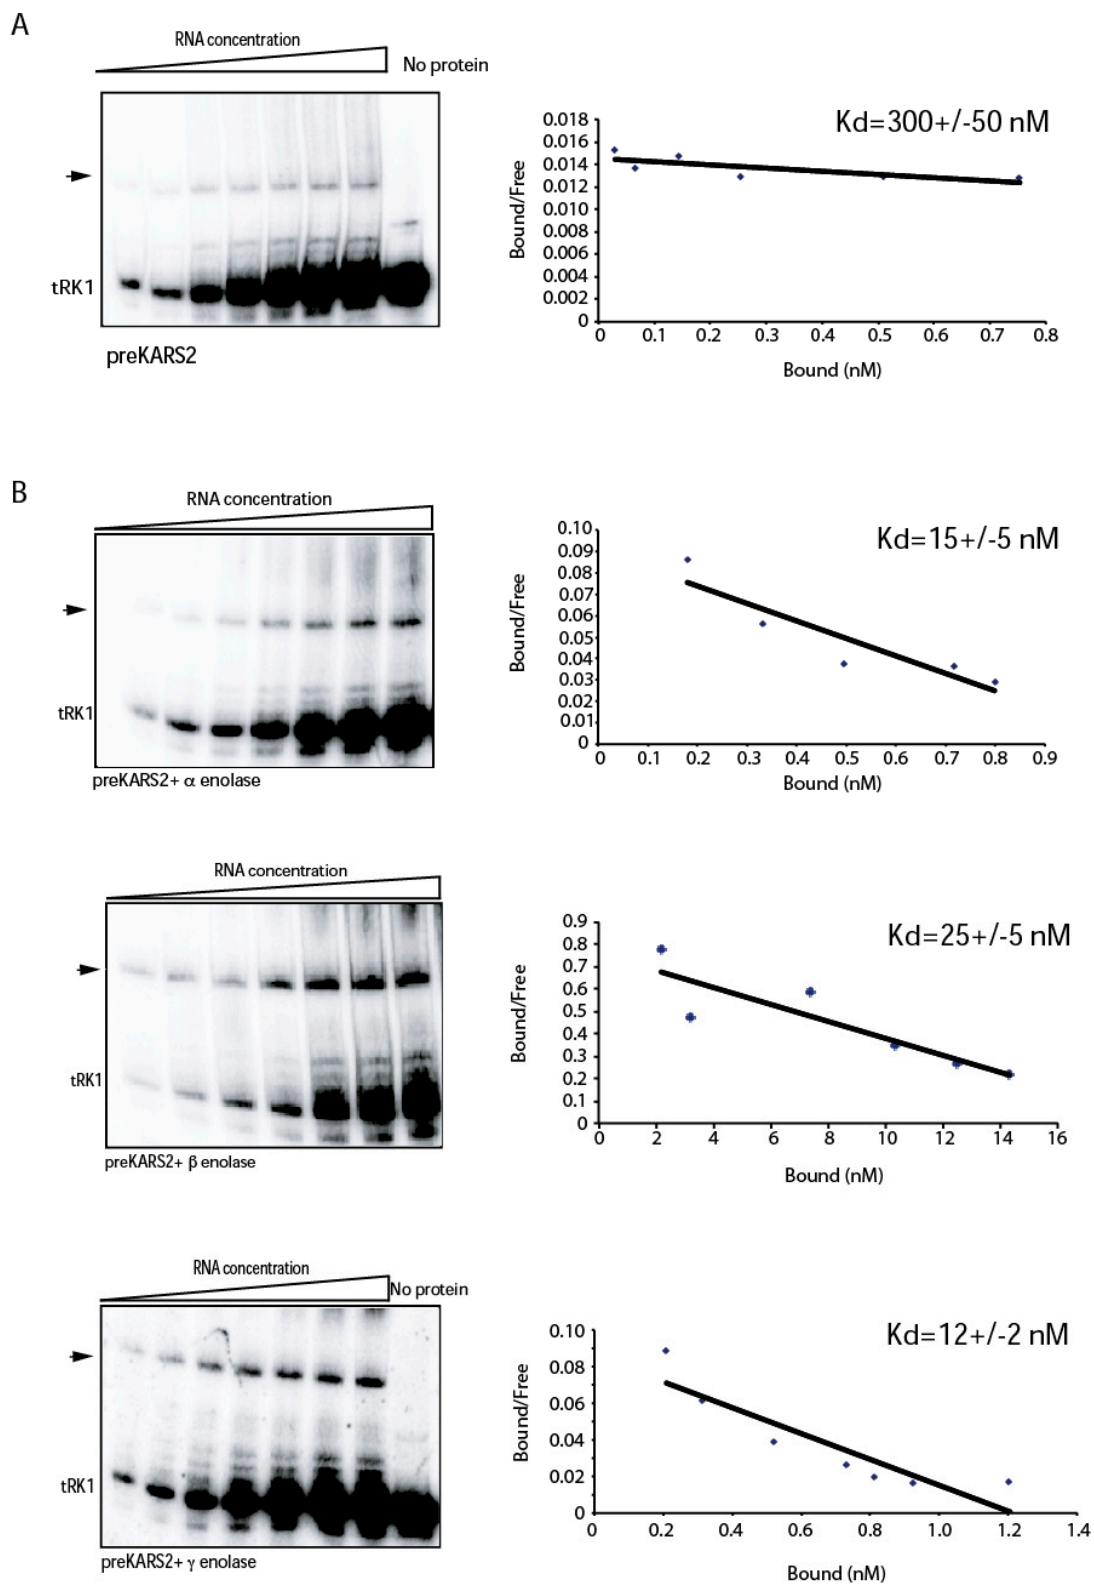 A
RNA concentration
No protein
tRK1
preKARS2
Kd=300+/-50 nM
0.018
0.016
0.014
0.012
0.010
0.008
0.006
0.004
0.002
0
Bound/Free
0 0.1 0.2 0.3 0.4 0.5 0.6 0.7 0.8
Bound (nM)
B
RNA concentration
tRK1
preKARS2+ α enolase
Kd=15+/-5 nM
0.10
0.09
0.08
0.07
0.06
0.05
0.04
0.03
0.02
0.01
0
Bound/Free
0 0.1 0.2 0.3 0.4 0.5 0.6 0.7 0.8 0.9
Bound (nM)
RNA concentration
tRK1
preKARS2+ β enolase
Kd=25+/-5 nM
0.9
0.8
0.7
0.6
0.5
0.4
0.3
0.2
0.1
0
Bound/Free
0 2 4 6 8 10 12 14 16
Bound (nM)
RNA concentration
No protein
tRK1
preKARS2+ γ enolase
Kd=12+/-2 nM
0.10
0.08
0.06
0.04
0.02
0
Bound/Free
0 0.2 0.4 0.6 0.8 1.0 1.2 1.4
Bound (nM)